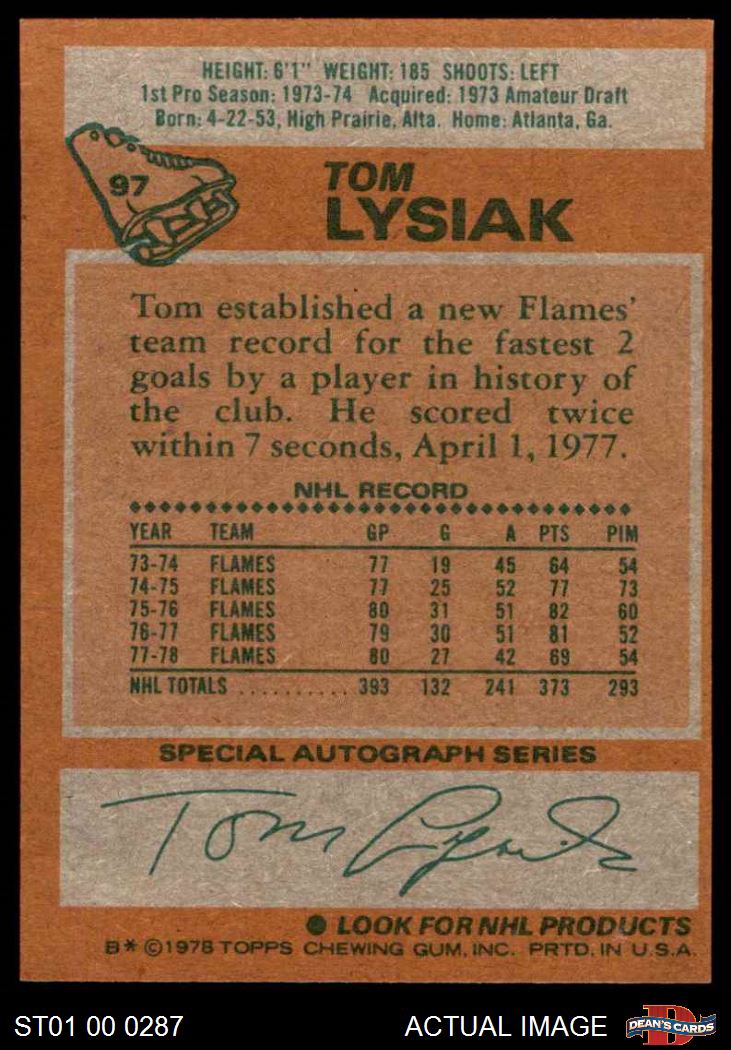 HEIGHT: 6'1" WEIGHT: 185 SHOOTS: LEFT
1st Pro Season: 1973-74 Acquired: 1973 Amateur Draft
Born: 4-22-53, High Prairie, Alta. Home: Atlanta, Ga.
97
TOM
LYSIAK
Tom established a new Flames'
team record for the fastest 2
goals by a player in history of
the club. He scored twice
within 7 seconds, April 1, 1977.
NHL RECORD
YEAR TEAM GP G A PTS PIM
73-74 FLAMES 77 19 45 64 54
74-75 FLAMES 77 25 52 77 73
75-76 FLAMES 80 31 51 82 60
76-77 FLAMES 79 30 51 81 52
77-78 FLAMES 80 27 42 69 54
NHL TOTALS .......... 393 132 241 373 293
SPECIAL AUTOGRAPH SERIES
Tom Lysiak
● LOOK FOR NHL PRODUCTS
B* ©1978 TOPPS CHEWING GUM, INC. PRTD. IN U.S.A.
ST01 00 0287 ACTUAL IMAGE DEAN'S CARDS